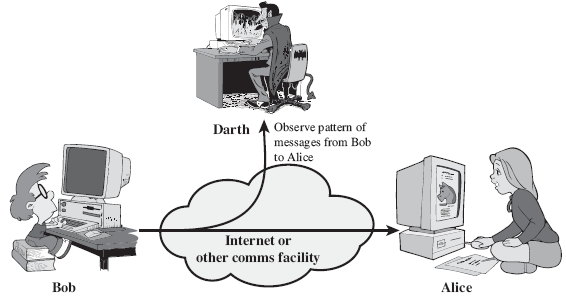 Darth
Observe pattern of
messages from Bob
to Alice
Internet or
other comms facility
Bob
Alice